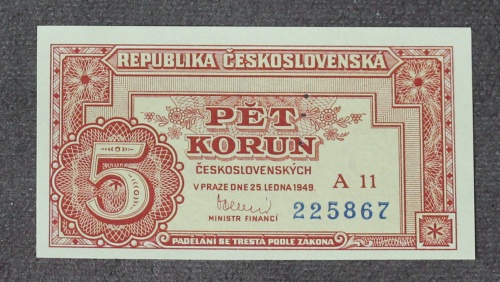 REPUBLIKA ČESKOSLOVENSKA
PĚT
KORUN
ČESKOSLOVENSKÝCH
V PRAZE DNE 25. LEDNA 1949.
A 11
5
MINISTR FINANCÍ
225867
PADĚLÁNÍ SE TRESTÁ PODLE ZÁKONA